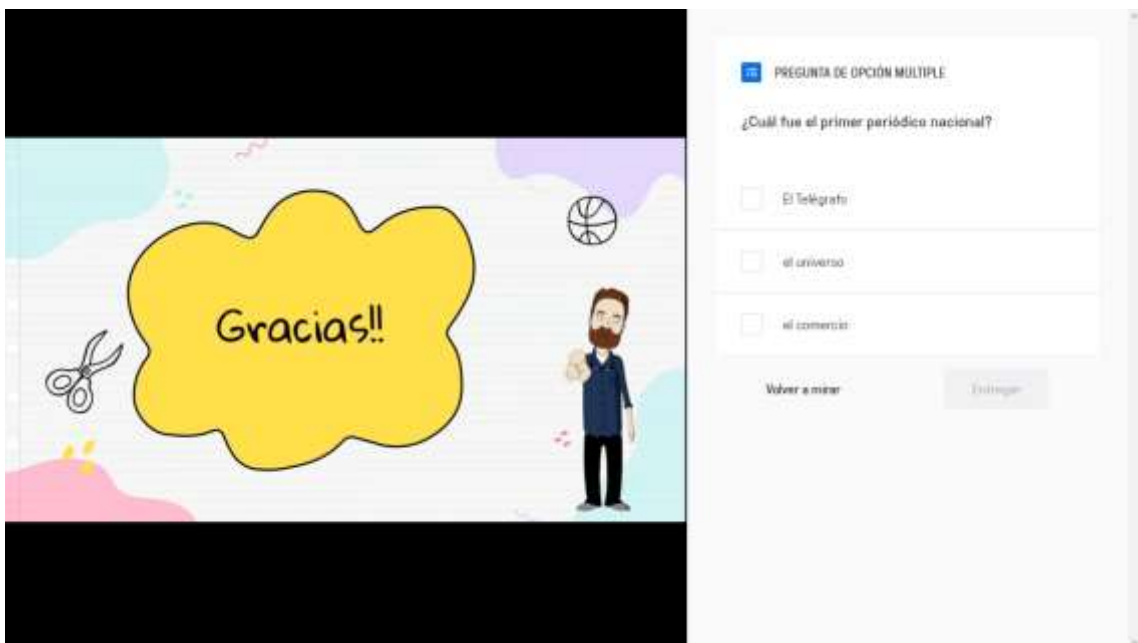 Gracias!!
PREGUNTA DE OPCIÓN MULTIPLE
¿Cuál fue el primer periódico nacional?
El Telégrafo
el universo
el comercio
Volver a mirar
Entregar